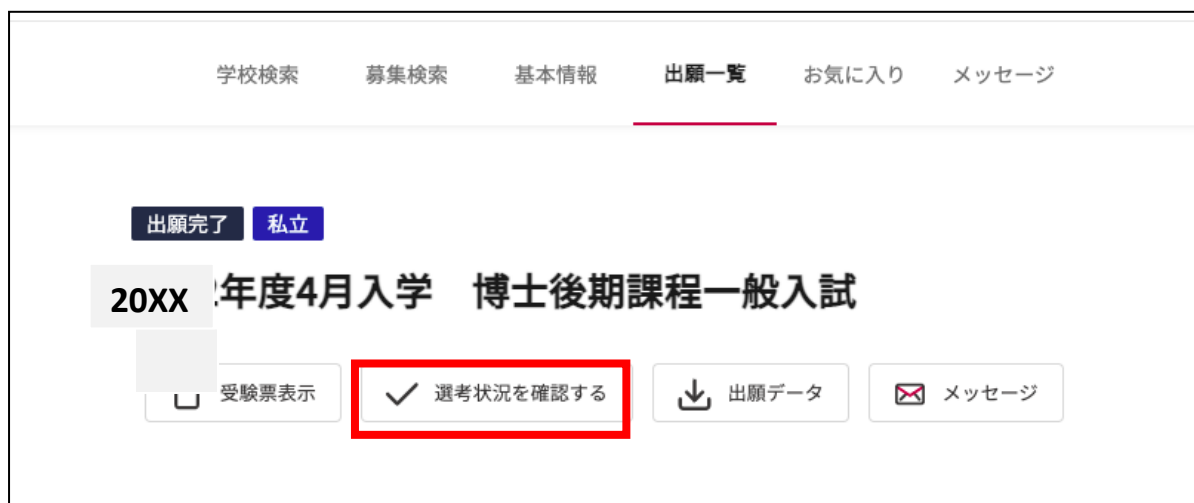 学校検索 募集検索 基本情報 出願一覧 お気に入り メッセージ
出願完了 私立
20XX 年度4月入学 博士後期課程一般入試
受験票表示 選考状況を確認する 出願データ メッセージ